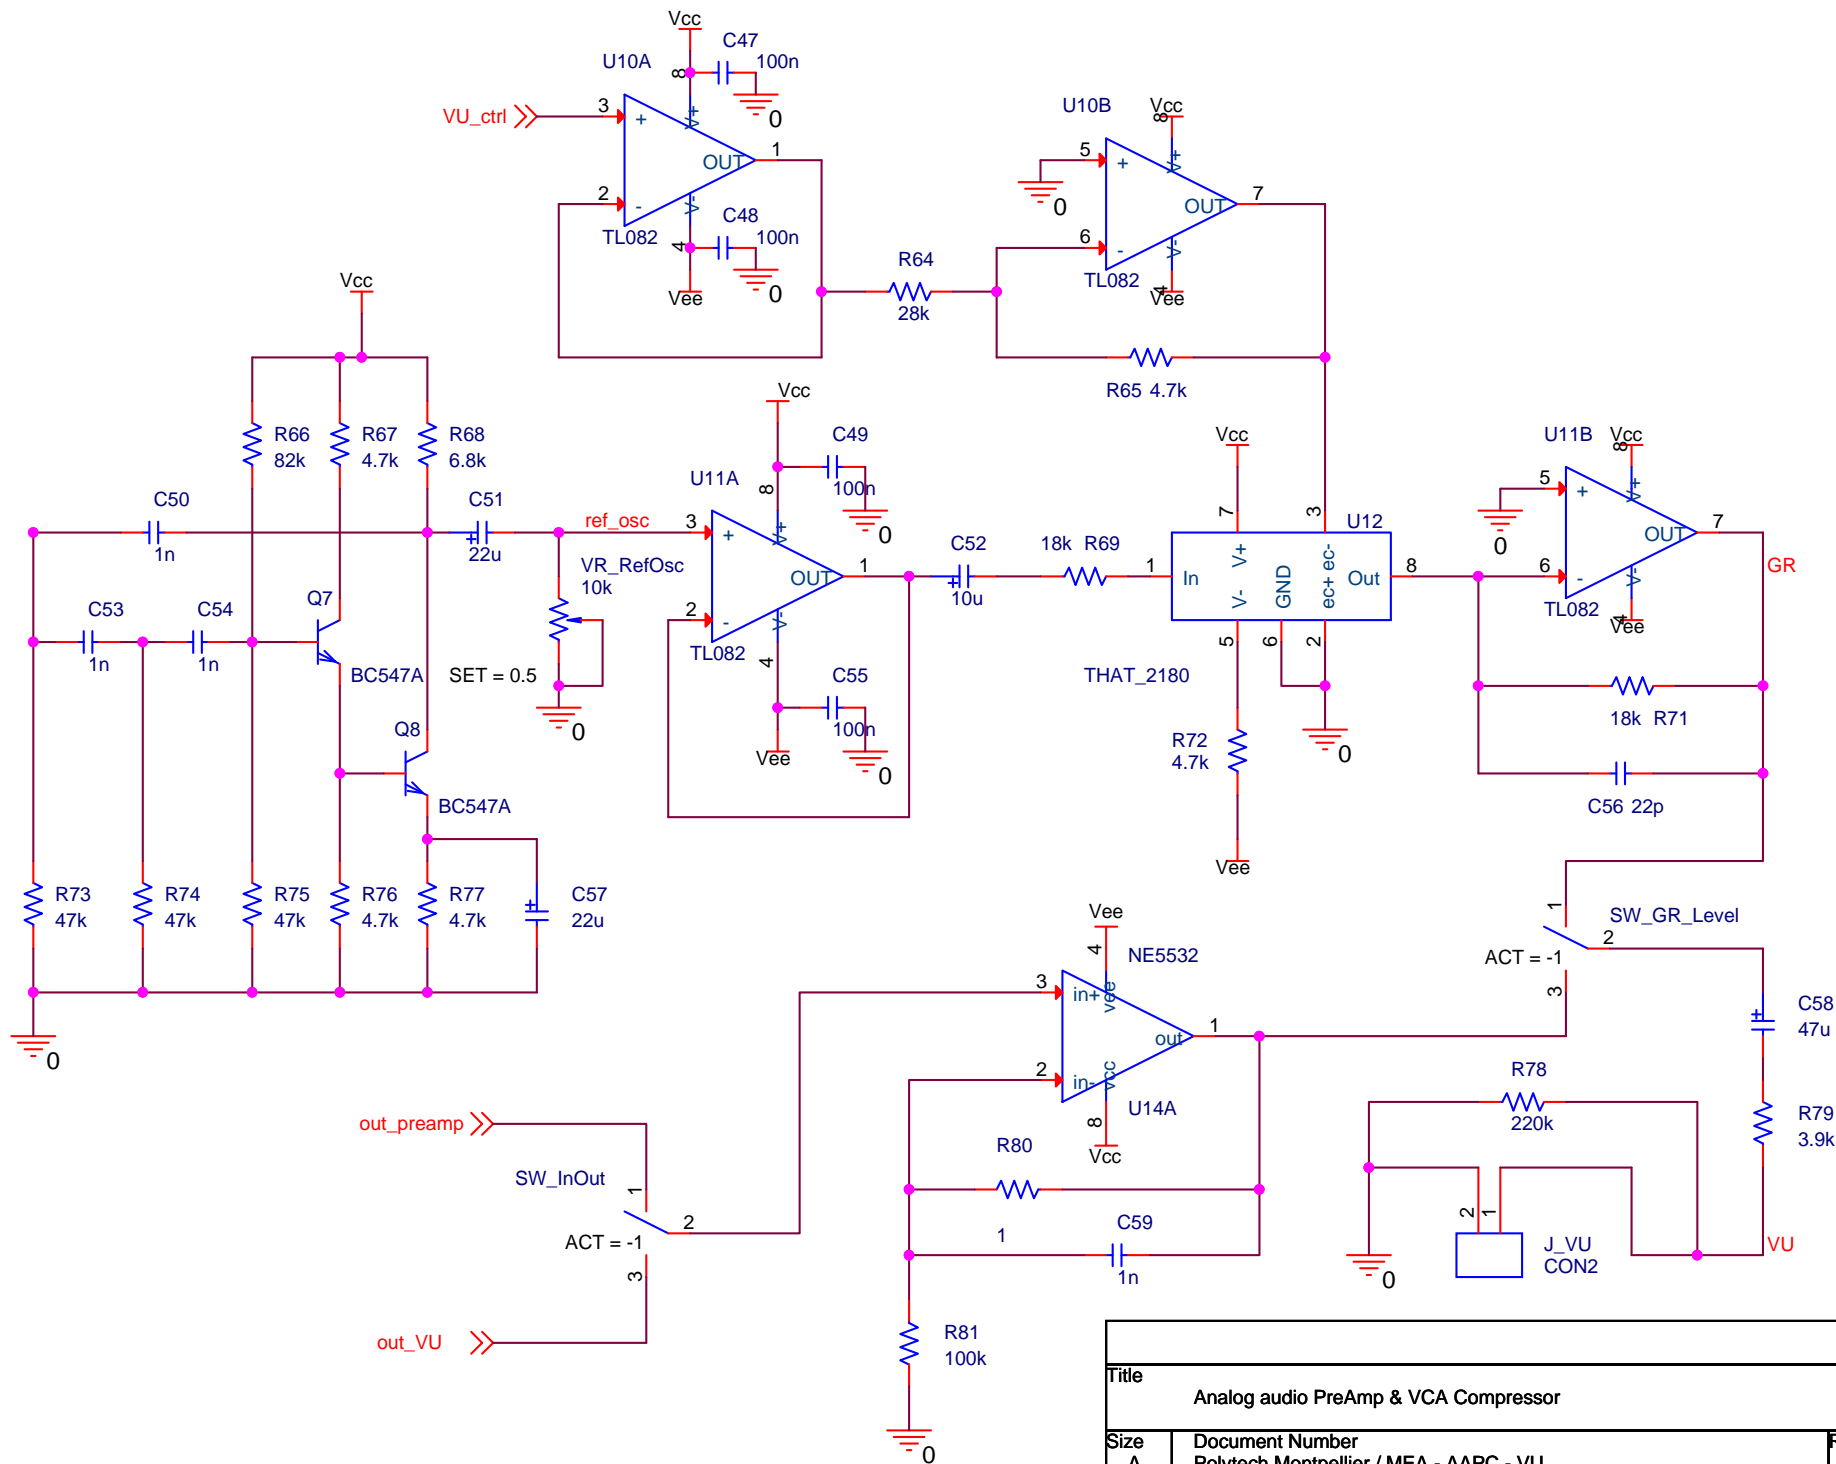 Vcc
C47
100n
U10A
8
VU_ctrl
3
+
V+
0
OUT
1
2
-
V-
TL082
4
C48
100n
0
Vee
U10B
Vcc
8
5
+
V+
0
OUT
7
6
-
V-
TL082
4
Vee
R64
28k
R65 4.7k
Vcc
R66
82k
R67
4.7k
R68
6.8k
C50
1n
C51
+
22u
C53
1n
C54
1n
Q7
BC547A
Q8
BC547A
R73
47k
R74
47k
R75
47k
R76
4.7k
R77
4.7k
+
C57
22u
0
ref_osc
VR_RefOsc
10k
SET = 0.5
0
Vcc
C49
100n
0
U11A
8
3
+
V+
OUT
1
2
-
V-
TL082
4
C55
100n
0
Vee
C52
+
10u
18k R69
Vcc
7
3
U12
1
In
V+
V-
GND
ec+ ec-
Out
8
5
6
2
THAT_2180
0
R72
4.7k
Vee
U11B
Vcc
8
5
+
V+
0
OUT
7
6
-
V-
TL082
4
Vee
GR
18k R71
C56 22p
1
SW_GR_Level
2
ACT = -1
3
+
C58
47u
R79
3.9k
R78
220k
2
1
J_VU
CON2
VU
0
Vee
4
NE5532
3
in+
vee
out
1
2
in-
vcc
8
U14A
Vcc
R80
1
C59
1n
R81
100k
0
out_preamp
SW_InOut
1
2
ACT = -1
3
out_VU
Title
Analog audio PreAmp & VCA Compressor
Size
Document Number
A
Polytech Montpellier / MEA - AAPC - VU